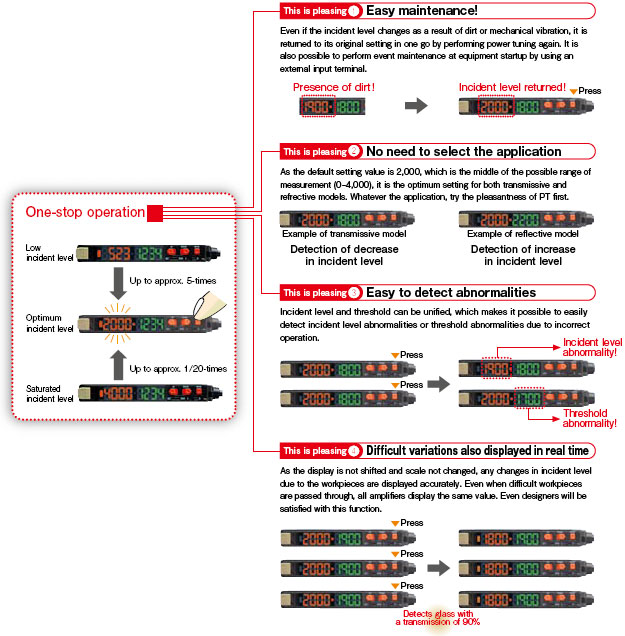 This is pleasing 1 Easy maintenance!
Even if the incident level changes as a result of dirt or mechanical vibration, it is
returned to its original setting in one go by performing power tuning again. It is
also possible to perform event maintenance at equipment startup by using an
external input terminal.
Presence of dirt!
Incident level returned!
Press
1900 1800
2000 1800
This is pleasing 2 No need to select the application
As the default setting value is 2,000, which is the middle of the possible range of
measurement (0–4,000), it is the optimum setting for both transmissive and
refrective models. Whatever the application, try the pleasantness of PT first.
2000 1800
2000 2200
Example of transmissive model
Example of reflective model
Detection of decrease
in incident level
Detection of increase
in incident level
One-stop operation
Low
incident level
523 1234
Up to approx. 5-times
Optimum
incident level
2000 1234
Up to approx. 1/20-times
Saturated
incident level
4000 1234
This is pleasing 3 Easy to detect abnormalities
Incident level and threshold can be unified, which makes it possible to easily
detect incident level abnormalities or threshold abnormalities due to incorrect
operation.
Incident level
abnormality!
Press
2000 1800
1900 1800
Press
2000 1800
2000 1700
Threshold
abnormality!
This is pleasing 4 Difficult variations also displayed in real time
As the display is not shifted and scale not changed, any changes in incident level
due to the workpieces are displayed accurately. Even when difficult workpieces
are passed through, all amplifiers display the same value. Even designers will be
satisfied with this function.
Press
2000 1900
1800 1900
Press
2000 1900
1800 1900
Press
2000 1900
1800 1900
Detects glass with
a transmission of 90%